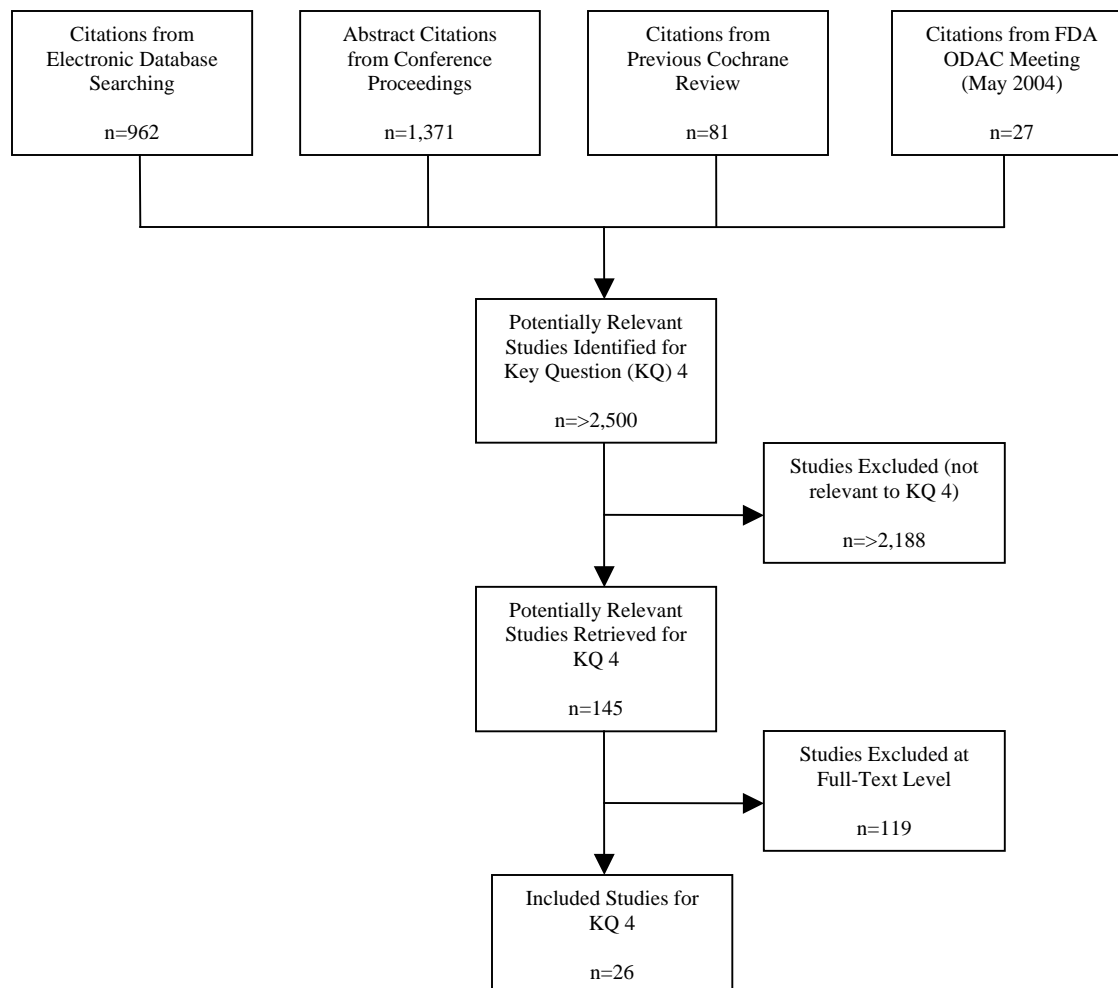 Citations from
Electronic Database
Searching
n=962
Abstract Citations
from Conference
Proceedings
n=1,371
Citations from
Previous Cochrane
Review
n=81
Citations from FDA
ODAC Meeting
(May 2004)
n=27
Potentially Relevant
Studies Identified for
Key Question (KQ) 4
n=>2,500
Studies Excluded (not
relevant to KQ 4)
n=>2,188
Potentially Relevant
Studies Retrieved for
KQ 4
n=145
Studies Excluded at
Full-Text Level
n=119
Included Studies for
KQ 4
n=26